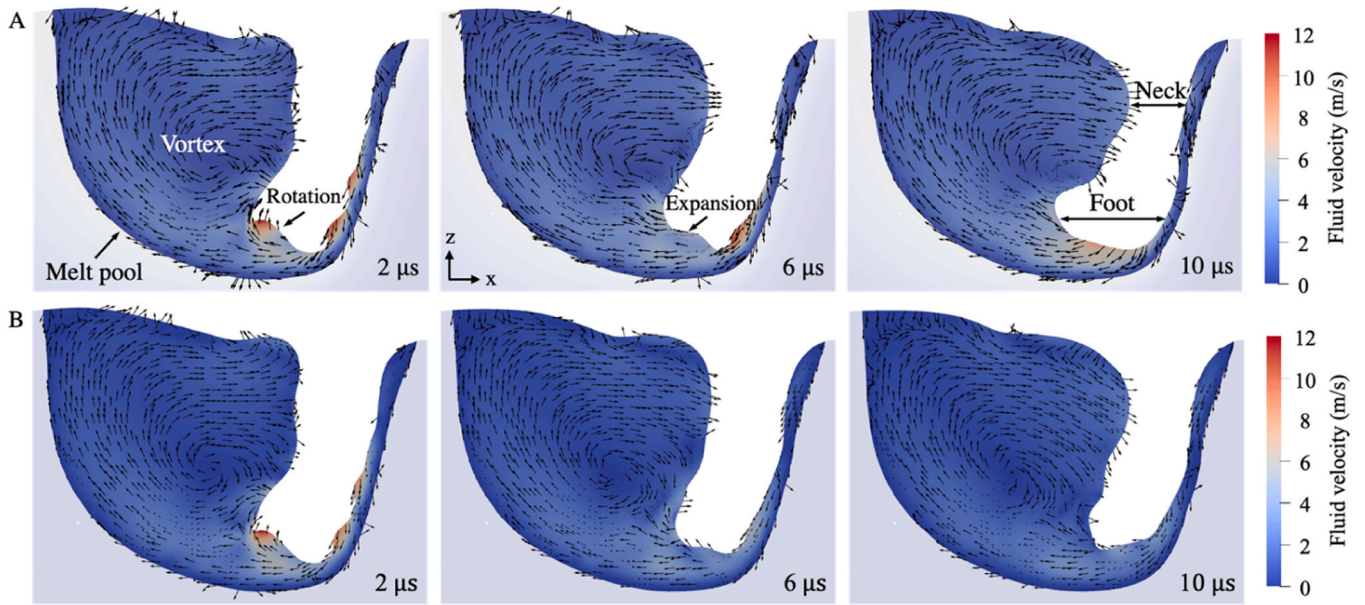 A
Vortex
Rotation
Melt pool
2 µs
Expansion
z
x
6 µs
Neck
Foot
10 µs
12
10
8
6
4
2
0
Fluid velocity (m/s)
B
2 µs
6 µs
10 µs
12
10
8
6
4
2
0
Fluid velocity (m/s)